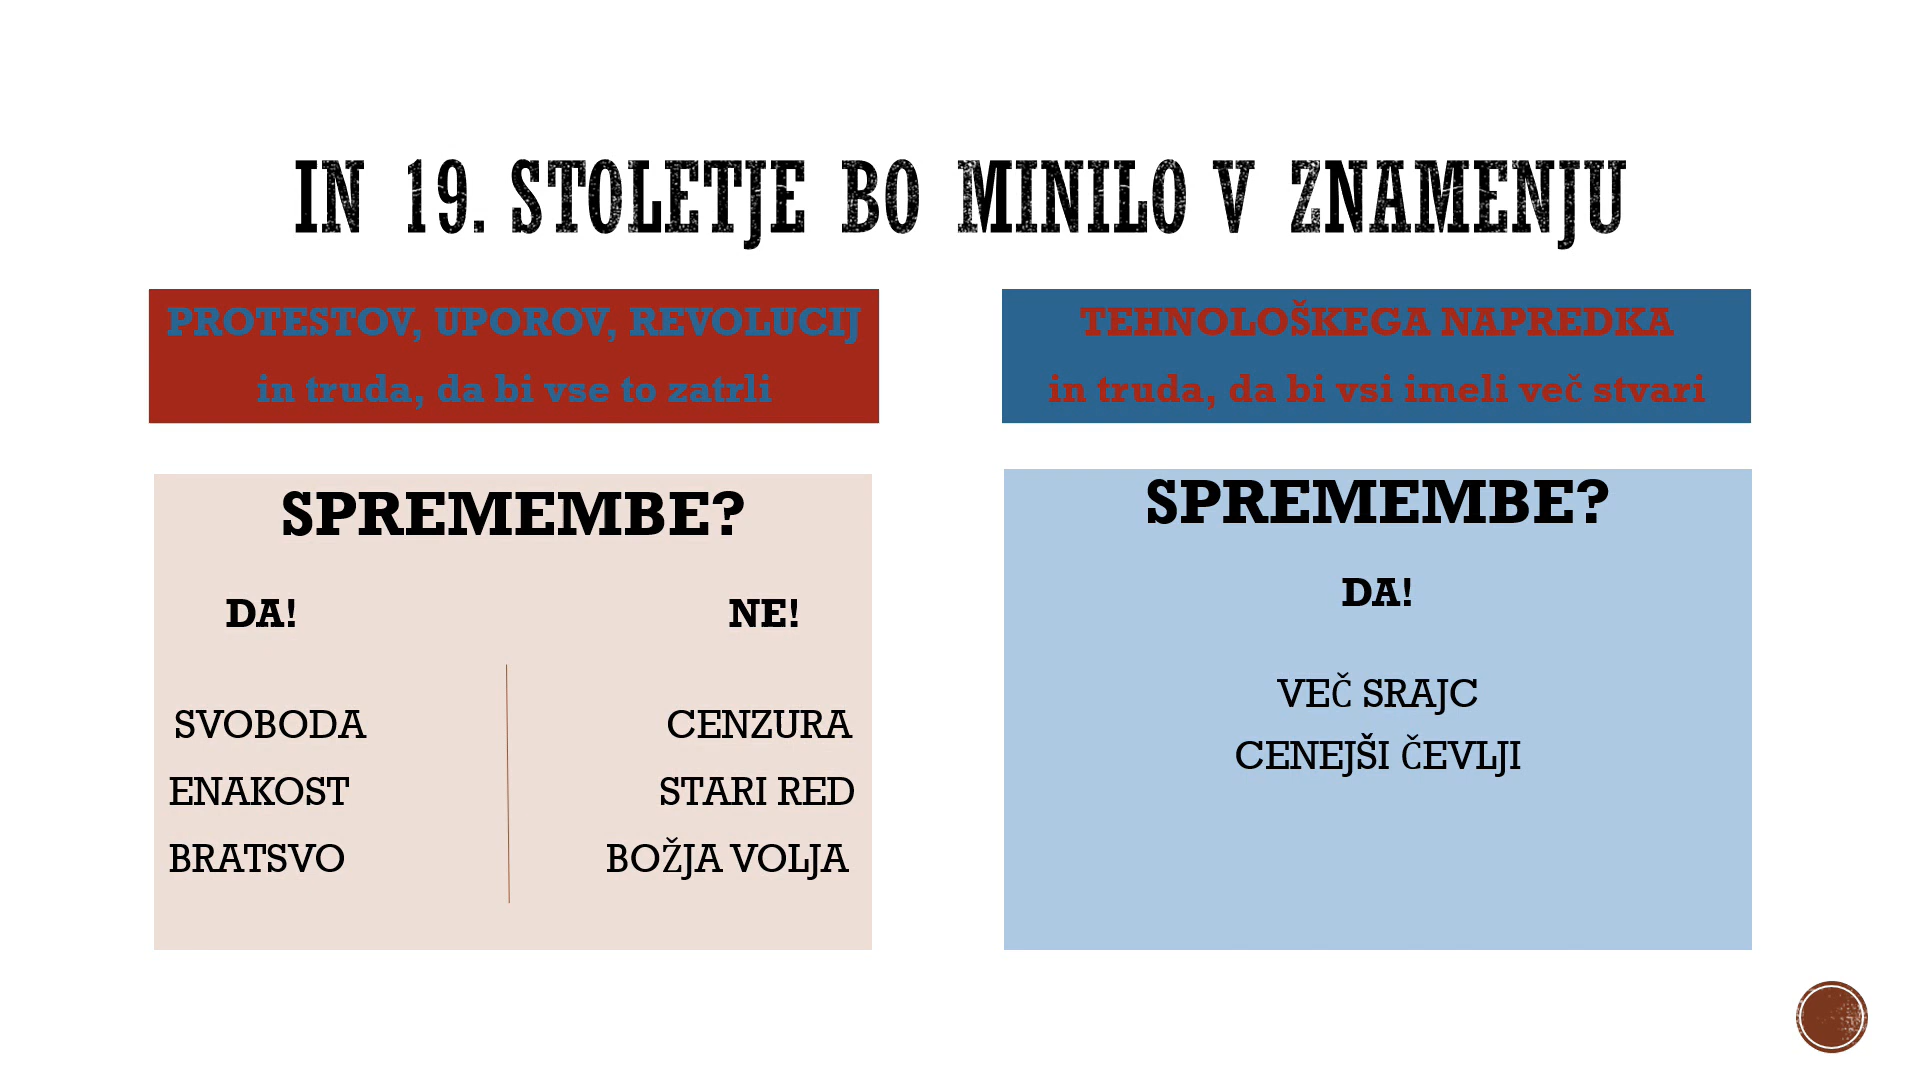 IN 19. STOLETJE BO MINILO V ZNAMENJU
PROTESTOV, UPOROV, REVOLUCIJ
in truda, da bi vse to zatrli
SPREMEMBE?
DA! NE!
SVOBODA CENZURA
ENAKOST STARI RED
BRATSVO BOŽJA VOLJA
TEHNOLOŠKEGA NAPREDKA
in truda, da bi vsi imeli več stvari
SPREMEMBE?
DA!
VEČ SRAJC
CENEJŠI ČEVLJI